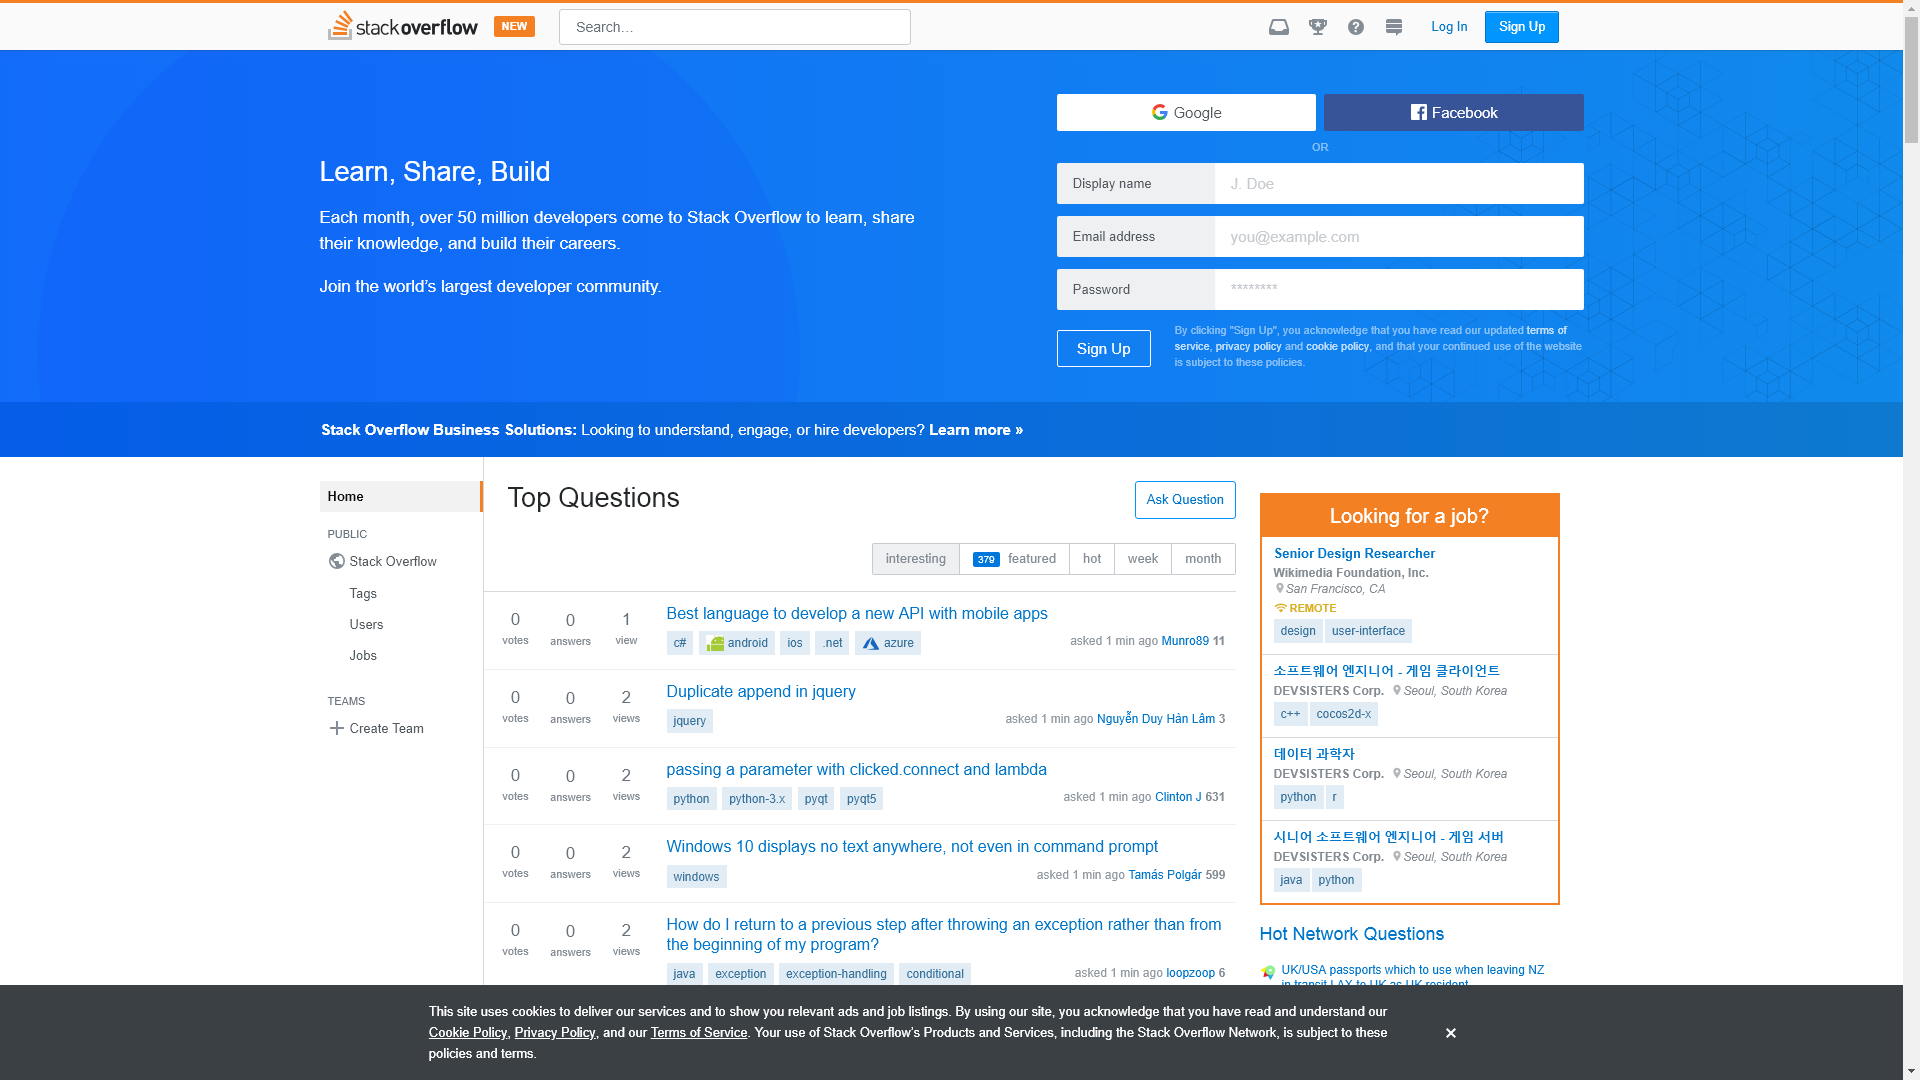 stackoverflow NEW Search… Log In Sign Up
Google Facebook
OR
Learn, Share, Build
Display name J. Doe
Each month, over 50 million developers come to Stack Overflow to learn, share
their knowledge, and build their careers.
Email address you@example.com
Join the world’s largest developer community.
Password ********
Sign Up
By clicking "Sign Up", you acknowledge that you have read our updated terms of
service, privacy policy and cookie policy, and that your continued use of the website
is subject to these policies.
Stack Overflow Business Solutions: Looking to understand, engage, or hire developers? Learn more »
Home
PUBLIC
Stack Overflow
Tags
Users
Jobs
TEAMS
Create Team
Top Questions
Ask Question
interesting 379 featured hot week month
0 votes 0 answers 1 view
Best language to develop a new API with mobile apps
c# android ios .net azure
asked 1 min ago Munro89 11
0 votes 0 answers 2 views
Duplicate append in jquery
jquery
asked 1 min ago Nguyễn Duy Hàn Lâm 3
0 votes 0 answers 2 views
passing a parameter with clicked.connect and lambda
python python-3.x pyqt pyqt5
asked 1 min ago Clinton J 631
0 votes 0 answers 2 views
Windows 10 displays no text anywhere, not even in command prompt
windows
asked 1 min ago Tamás Polgár 599
0 votes 0 answers 2 views
How do I return to a previous step after throwing an exception rather than from
the beginning of my program?
java exception exception-handling conditional
asked 1 min ago loopzoop 6
Looking for a job?
Senior Design Researcher
Wikimedia Foundation, Inc.
San Francisco, CA
REMOTE
design user-interface
소프트웨어 엔지니어 - 게임 클라이언트
DEVSISTERS Corp. Seoul, South Korea
c++ cocos2d-x
데이터 과학자
DEVSISTERS Corp. Seoul, South Korea
python r
시니어 소프트웨어 엔지니어 - 게임 서버
DEVSISTERS Corp. Seoul, South Korea
java python
Hot Network Questions
UK/USA passports which to use when leaving NZ
in transit LAX to UK as UK resident
This site uses cookies to deliver our services and to show you relevant ads and job listings. By using our site, you acknowledge that you have read and understand our
Cookie Policy, Privacy Policy, and our Terms of Service. Your use of Stack Overflow’s Products and Services, including the Stack Overflow Network, is subject to these
policies and terms.